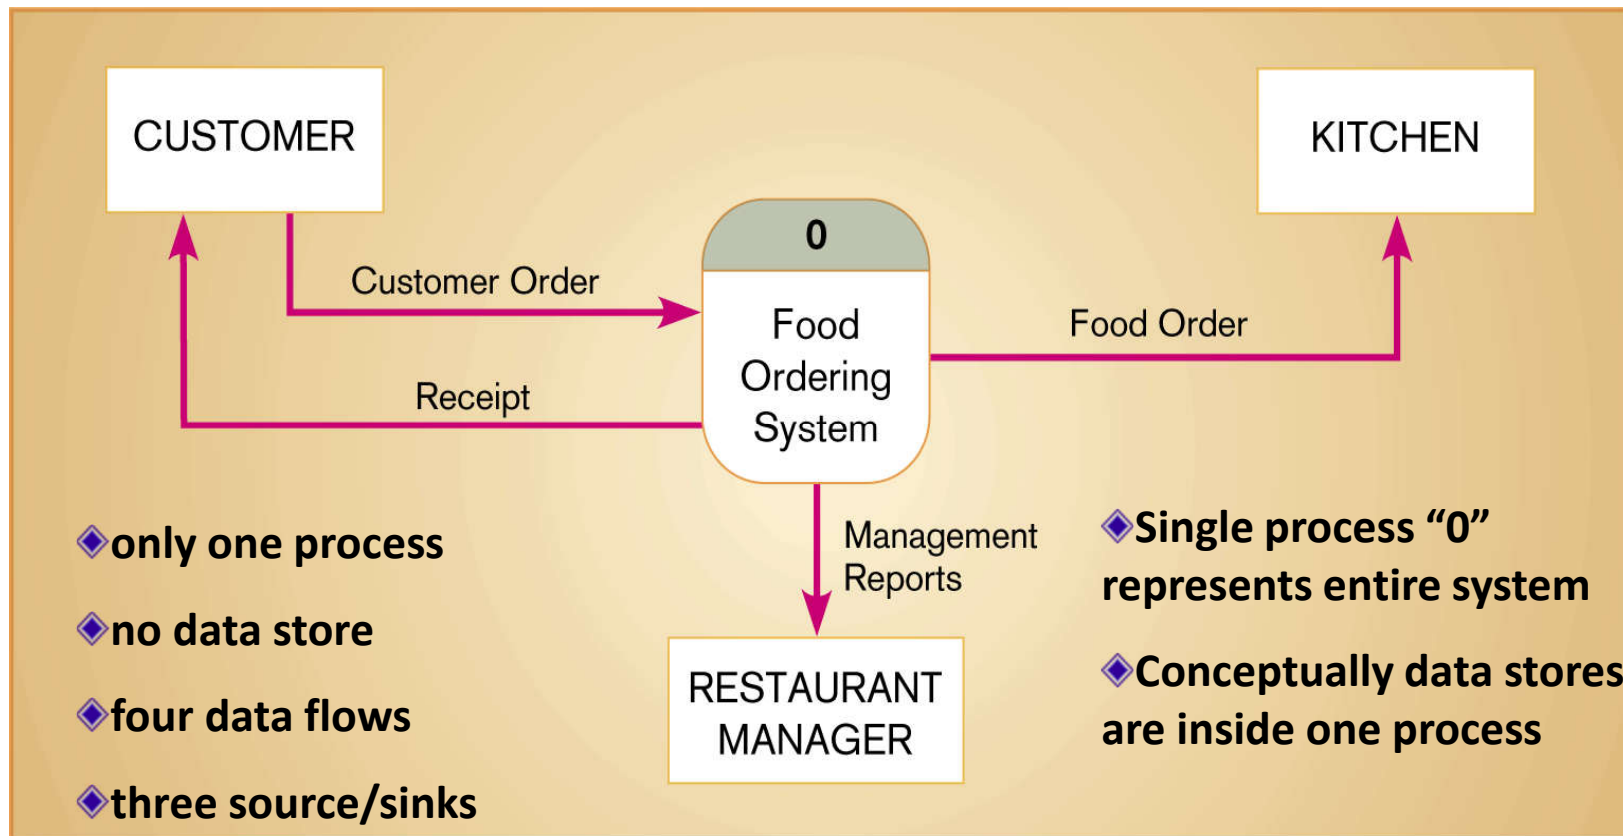 CUSTOMER
KITCHEN
0
Customer Order
Food
Ordering
System
Food Order
Receipt
Management
Reports
RESTAURANT
MANAGER
only one process
no data store
four data flows
three source/sinks
Single process “0”
represents entire system
Conceptually data stores
are inside one process